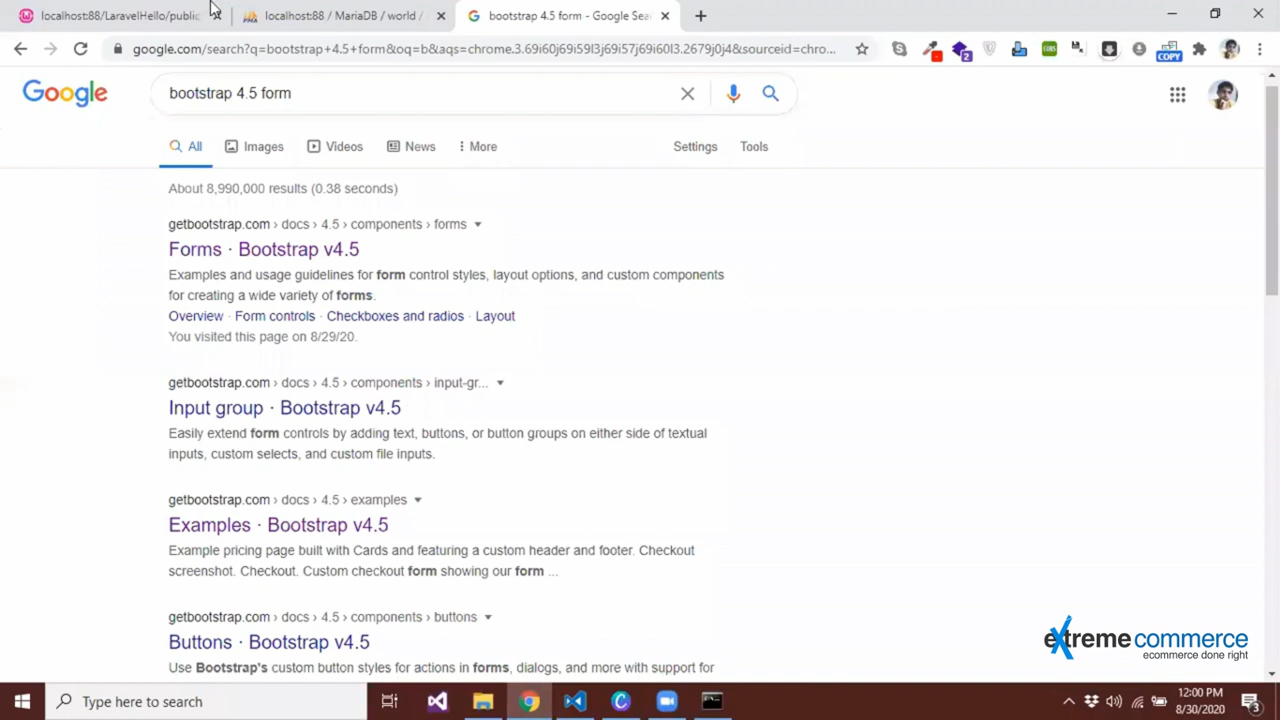 localhost:88/LaravelHello/public
localhost:88 / MariaDB / world /
bootstrap 4.5 form - Google Sea
google.com/search?q=bootstrap+4.5+form&oq=b&aqs=chrome.3.69i60j69i59l3j69i57j69i60l3.2679j0j4&sourceid=chro...
2
CORS
COPY
Google
bootstrap 4.5 form
All
Images
Videos
News
More
Settings
Tools
About 8,990,000 results (0.38 seconds)
getbootstrap.com › docs › 4.5 › components › forms
Forms · Bootstrap v4.5
Examples and usage guidelines for form control styles, layout options, and custom components
for creating a wide variety of forms.
Overview · Form controls · Checkboxes and radios · Layout
You visited this page on 8/29/20.
getbootstrap.com › docs › 4.5 › components › input-gr...
Input group · Bootstrap v4.5
Easily extend form controls by adding text, buttons, or button groups on either side of textual
inputs, custom selects, and custom file inputs.
getbootstrap.com › docs › 4.5 › examples
Examples · Bootstrap v4.5
Example pricing page built with Cards and featuring a custom header and footer. Checkout
screenshot. Checkout. Custom checkout form showing our form ...
getbootstrap.com › docs › 4.5 › components › buttons
Buttons · Bootstrap v4.5
Use Bootstrap's custom button styles for actions in forms, dialogs, and more with support for
extreme commerce
ecommerce done right
Type here to search
12:00 PM
8/30/2020
3